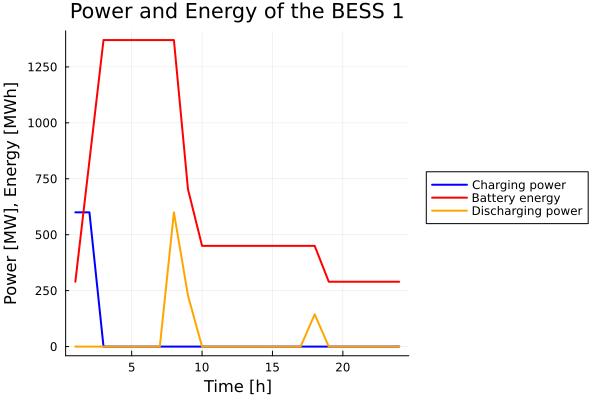 Power and Energy of the BESS 1
Power [MW], Energy [MWh]
1250
1000
750
500
250
0
5
10
15
20
Time [h]
Charging power
Battery energy
Discharging power